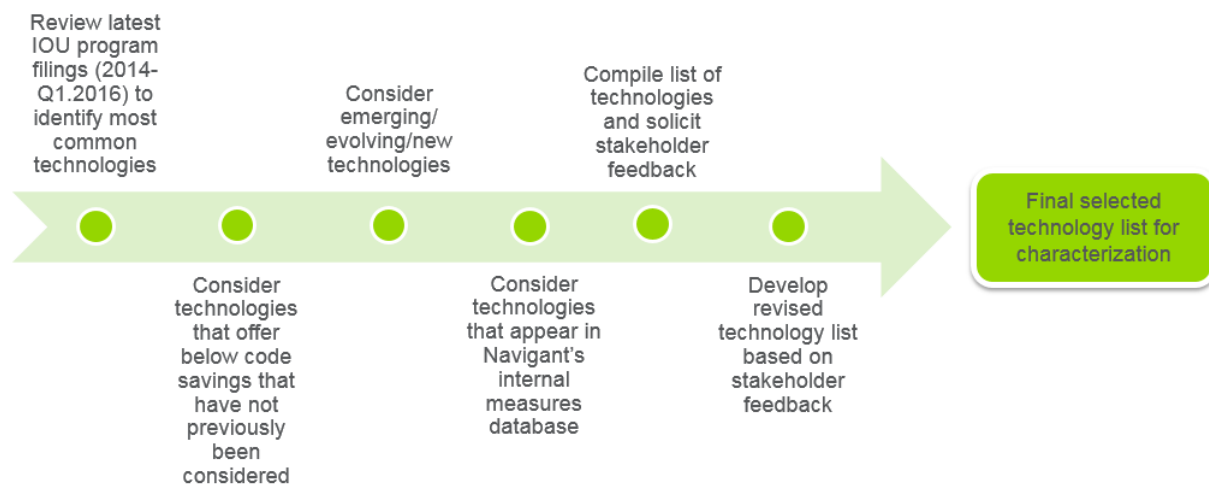 Review latest
IOU program
filings (2014-
Q1.2016) to
identify most
common
technologies
Consider
technologies
that offer
below code
savings that
have not
previously
been
considered
Consider
emerging/
evolving/new
technologies
Consider
technologies
that appear in
Navigant's
internal
measures
database
Compile list of
technologies
and solicit
stakeholder
feedback
Develop
revised
technology list
based on
stakeholder
feedback
Final selected
technology list for
characterization